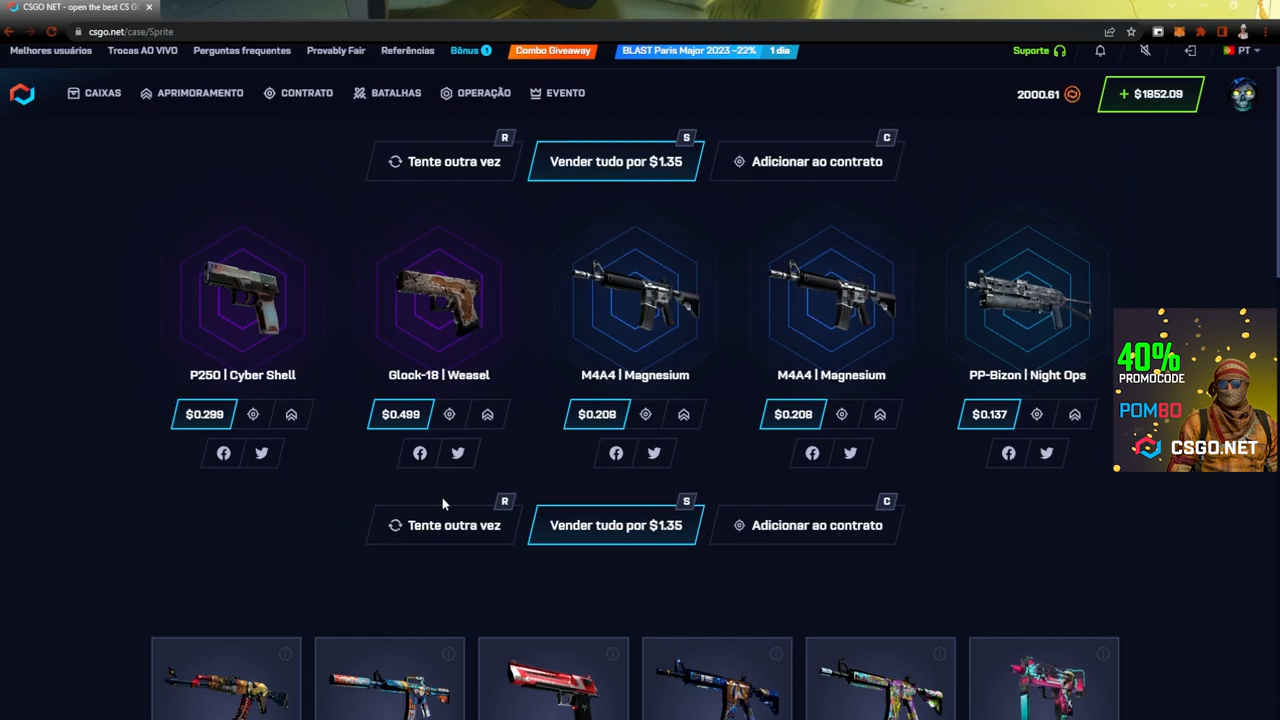 CSGO NET - open the best CS G
csgo.net/case/Sprite
Melhores usuários Trocas AO VIVO Perguntas frequentes Provably Fair Referências Bônus 1 Combo Giveaway BLAST Paris Major 2023 -22% 1 dia Suporte PT
CAIXAS APRIMORAMENTO CONTRATO BATALHAS OPERAÇÃO EVENTO 2000.61 + $1852.09
R S C
Tente outra vez Vender tudo por $1.35 Adicionar ao contrato
P250 | Cyber Shell Glock-18 | Weasel M4A4 | Magnesium M4A4 | Magnesium PP-Bizon | Night Ops
$0.299 $0.499 $0.208 $0.208 $0.137
40%
PROMOCODE
POMBO
CSGO.NET
R S C
Tente outra vez Vender tudo por $1.35 Adicionar ao contrato